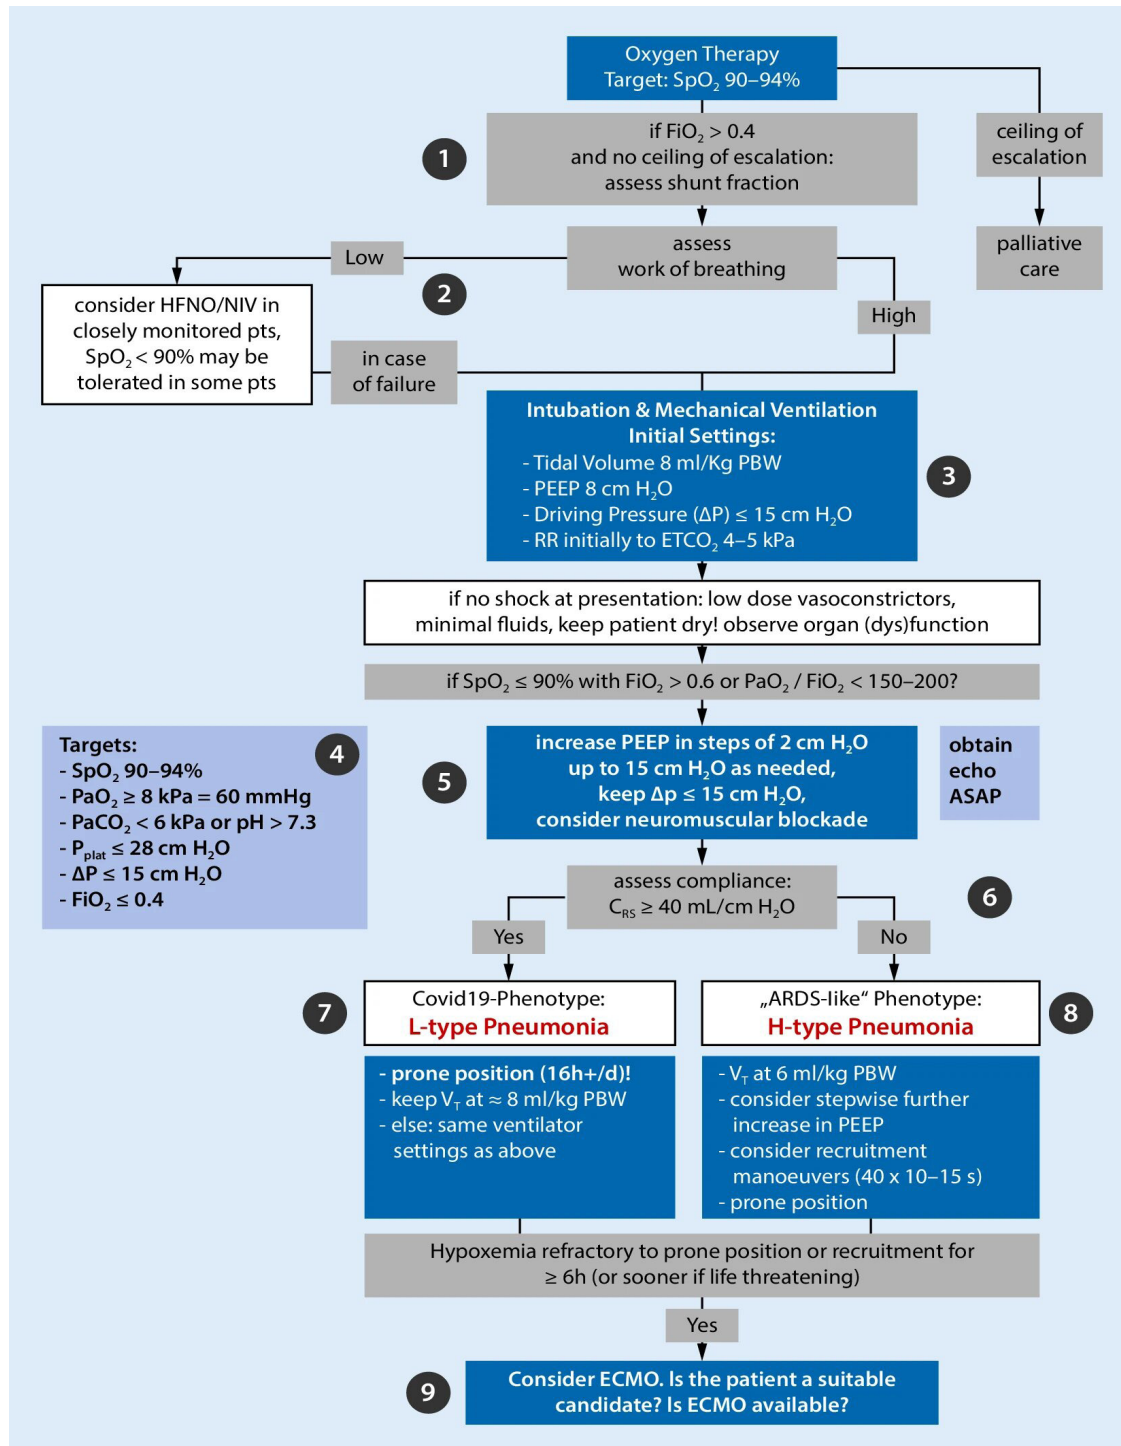 Oxygen Therapy
Target: SpO₂ 90–94%
1
if FiO₂ > 0.4
and no ceiling of escalation:
assess shunt fraction
ceiling of
escalation
assess
work of breathing
palliative
care
Low
2
High
consider HFNO/NIV in
closely monitored pts,
SpO₂ < 90% may be
tolerated in some pts
in case
of failure
Intubation & Mechanical Ventilation
Initial Settings:
- Tidal Volume 8 ml/Kg PBW
- PEEP 8 cm H₂O
- Driving Pressure (ΔP) ≤ 15 cm H₂O
- RR initially to ETCO₂ 4–5 kPa
3
if no shock at presentation: low dose vasoconstrictors,
minimal fluids, keep patient dry! observe organ (dys)function
if SpO₂ ≤ 90% with FiO₂ > 0.6 or PaO₂ / FiO₂ < 150–200?
Targets:
- SpO₂ 90–94%
- PaO₂ ≥ 8 kPa = 60 mmHg
- PaCO₂ < 6 kPa or pH > 7.3
- Pplat ≤ 28 cm H₂O
- ΔP ≤ 15 cm H₂O
- FiO₂ ≤ 0.4
4
5
increase PEEP in steps of 2 cm H₂O
up to 15 cm H₂O as needed,
keep Δp ≤ 15 cm H₂O,
consider neuromuscular blockade
obtain
echo
ASAP
assess compliance:
CRS ≥ 40 mL/cm H₂O
6
Yes
No
7
Covid19-Phenotype:
L-type Pneumonia
„ARDS-like“ Phenotype:
H-type Pneumonia
8
- prone position (16h+/d)!
- keep VT at ≈ 8 ml/kg PBW
- else: same ventilator
settings as above
- VT at 6 ml/kg PBW
- consider stepwise further
increase in PEEP
- consider recruitment
manoeuvers (40 x 10–15 s)
- prone position
Hypoxemia refractory to prone position or recruitment for
≥ 6h (or sooner if life threatening)
Yes
9
Consider ECMO. Is the patient a suitable
candidate? Is ECMO available?